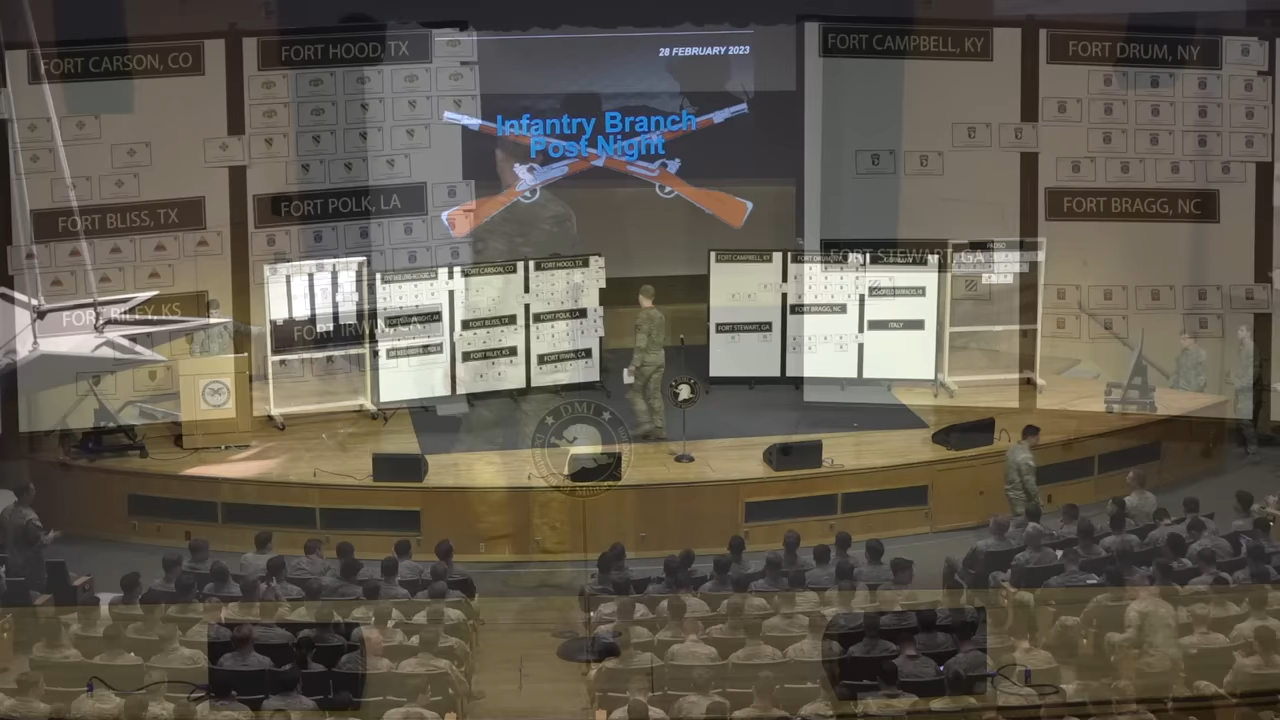 FORT CARSON, CO
FORT HOOD, TX
28 FEBRUARY 2023
FORT CAMPBELL, KY
FORT DRUM, NY
Infantry Branch
Post Night
FORT BLISS, TX
FORT POLK, LA
FORT BRAGG, NC
FORT STEWART, GA
FORT RILEY, KS
FORT IRWIN, CA
FORT CARSON, CO
FORT HOOD, TX
FORT BLISS, TX
FORT POLK, LA
FORT RILEY, KS
FORT IRWIN, CA
FORT CAMPBELL, KY
FORT STEWART, GA
FORT BRAGG, NC
SCHOFIELD BARRACKS, HI
ITALY
DMI